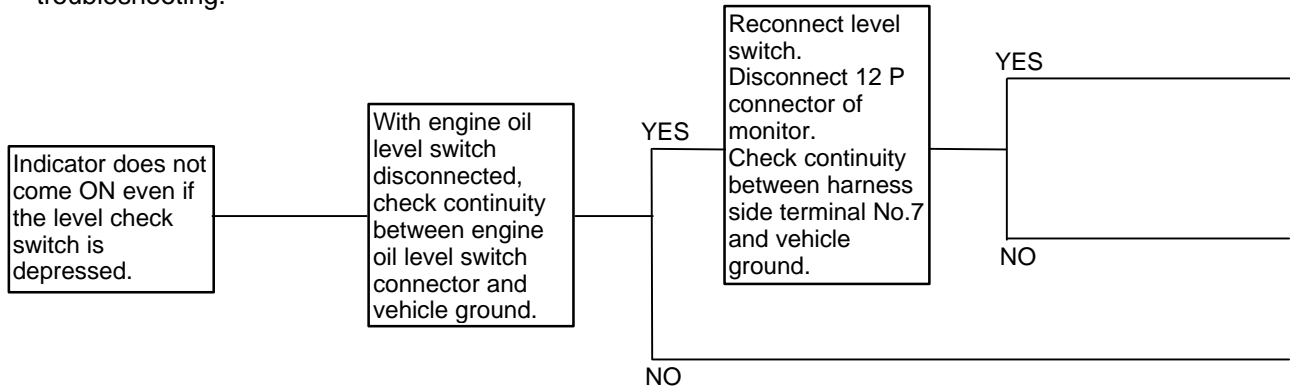 troubleshooting.
Indicator does not
come ON even if
the level check
switch is
depressed.
With engine oil
level switch
disconnected,
check continuity
between engine
oil level switch
connector and
vehicle ground.
YES
NO
Reconnect level
switch.
Disconnect 12 P
connector of
monitor.
Check continuity
between harness
side terminal No.7
and vehicle
ground.
YES
NO